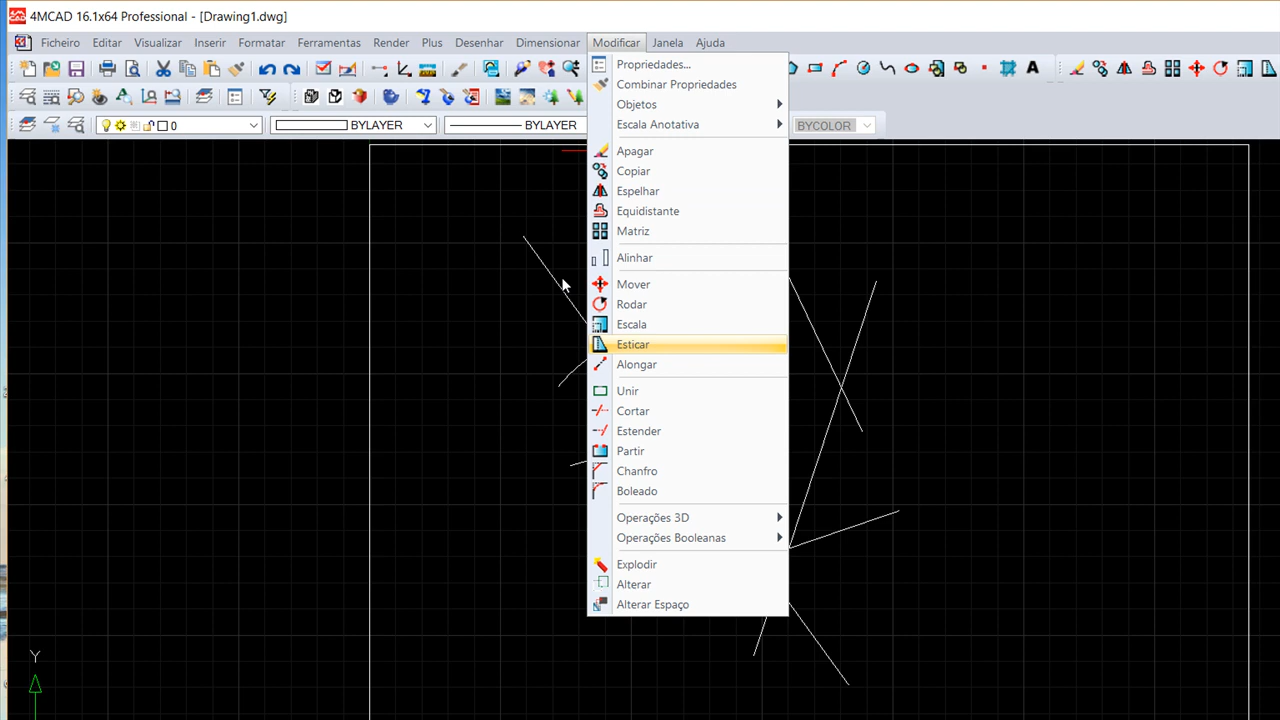 4MCAD 16.1x64 Professional - [Drawing1.dwg]
Ficheiro Editar Visualizar Inserir Formatar Ferramentas Render Plus Desenhar Dimensionar Modificar Janela Ajuda
0 BYLAYER BYLAYER BYCOLOR
Propriedades...
Combinar Propriedades
Objetos
Escala Anotativa
Apagar
Copiar
Espelhar
Equidistante
Matriz
Alinhar
Mover
Rodar
Escala
Esticar
Alongar
Unir
Cortar
Estender
Partir
Chanfro
Boleado
Operações 3D
Operações Booleanas
Explodir
Alterar
Alterar Espaço
Y